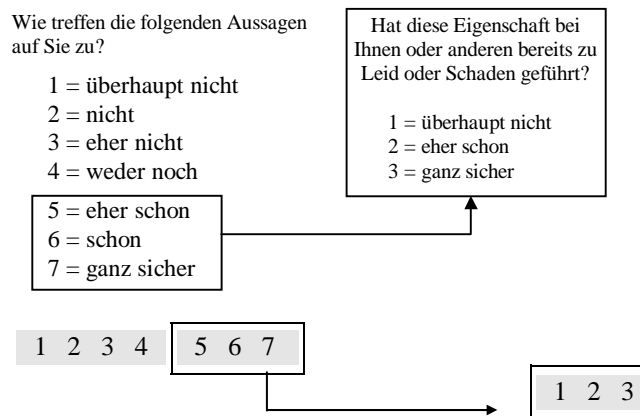 Wie treffen die folgenden Aussagen
auf Sie zu?
1 = überhaupt nicht
2 = nicht
3 = eher nicht
4 = weder noch
5 = eher schon
6 = schon
7 = ganz sicher
Hat diese Eigenschaft bei
Ihnen oder anderen bereits zu
Leid oder Schaden geführt?
1 = überhaupt nicht
2 = eher schon
3 = ganz sicher
1 2 3 4 5 6 7
1 2 3